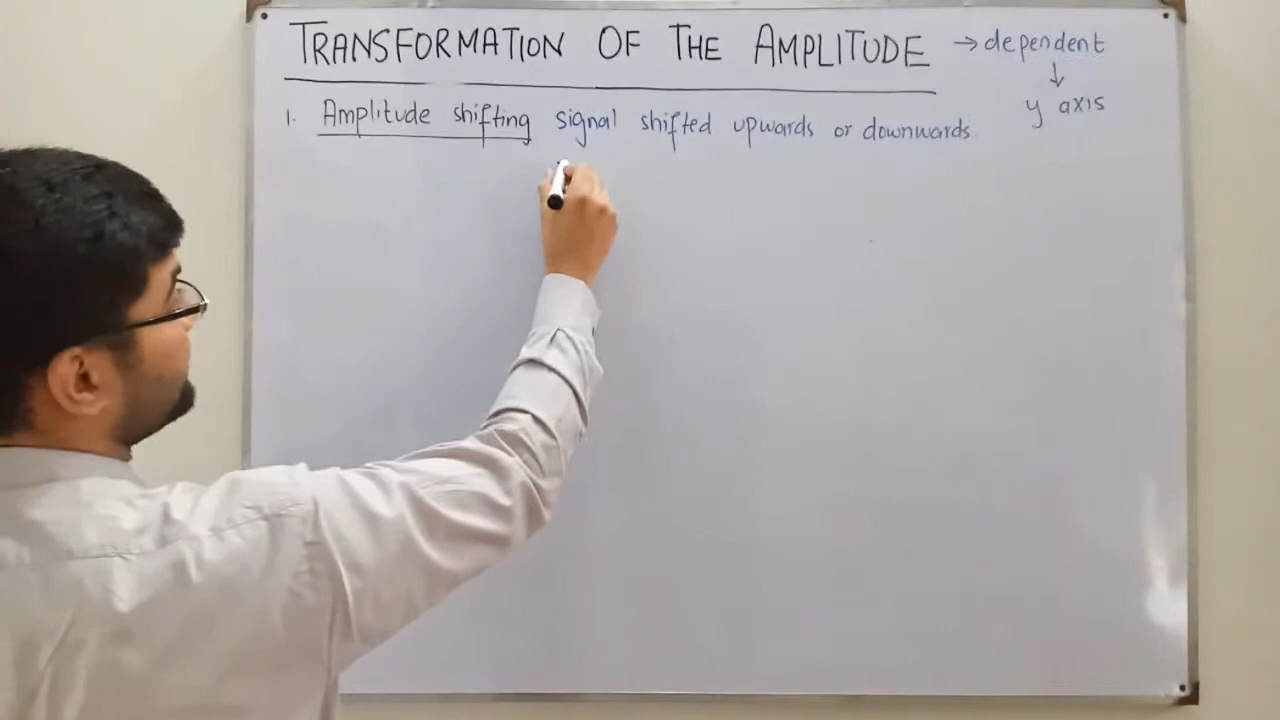 TRANSFORMATION OF THE AMPLITUDE → dependent
↓
y axis
1. Amplitude shifting signal shifted upwards or downwards